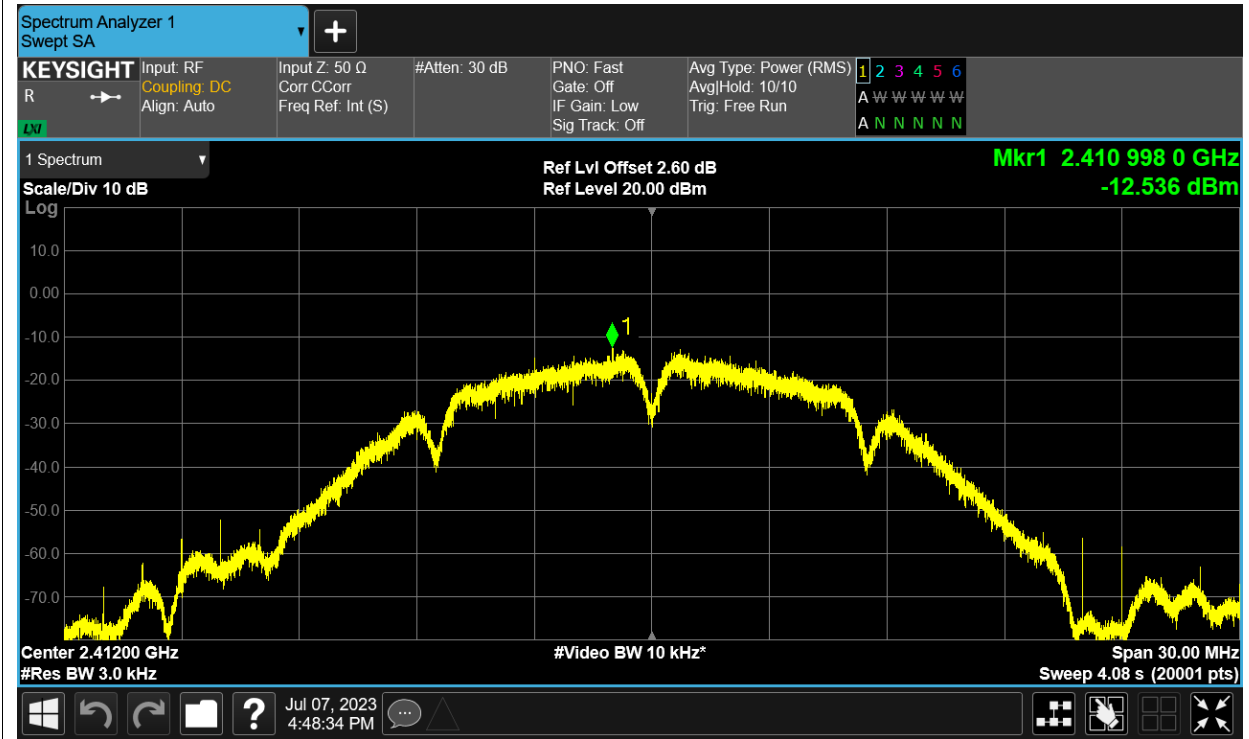 Spectrum Analyzer 1
Swept SA
+
KEYSIGHT
R
LXI
Input: RF
Coupling: DC
Align: Auto
Input Z: 50 Ω
Corr CCorr
Freq Ref: Int (S)
#Atten: 30 dB
PNO: Fast
Gate: Off
IF Gain: Low
Sig Track: Off
Avg Type: Power (RMS)
Avg|Hold: 10/10
Trig: Free Run
1 2 3 4 5 6
A W W W W W
A N N N N N
1 Spectrum
Scale/Div 10 dB
Log
Ref Lvl Offset 2.60 dB
Ref Level 20.00 dBm
Mkr1 2.410 998 0 GHz
-12.536 dBm
10.0
0.00
-10.0
-20.0
-30.0
-40.0
-50.0
-60.0
-70.0
1
Center 2.41200 GHz
#Res BW 3.0 kHz
#Video BW 10 kHz*
Span 30.00 MHz
Sweep 4.08 s (20001 pts)
?
Jul 07, 2023
4:48:34 PM